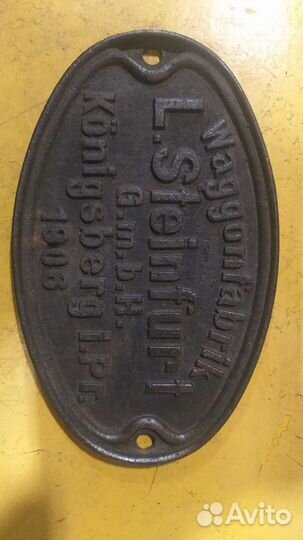 Waggonfabrik
L. Steinfurt
G.m.b.H.
Königsberg i.Pr.
1906
Avito